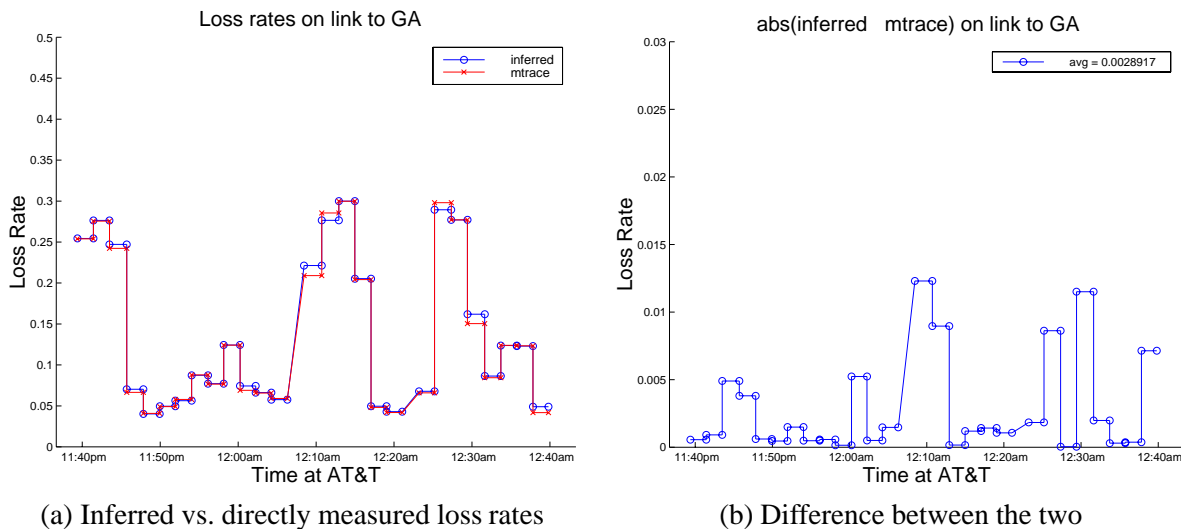 Loss rates on link to GA
0.5
0.45
0.4
0.35
0.3
0.25
0.2
0.15
0.1
0.05
0
Loss Rate
inferred
mtrace
11:40pm 11:50pm 12:00am 12:10am 12:20am 12:30am 12:40am
Time at AT&T
(a) Inferred vs. directly measured loss rates
abs(inferred mtrace) on link to GA
0.03
0.025
0.02
0.015
0.01
0.005
0
Loss Rate
avg = 0.0028917
11:40pm 11:50pm 12:00am 12:10am 12:20am 12:30am 12:40am
Time at AT&T
(b) Difference between the two